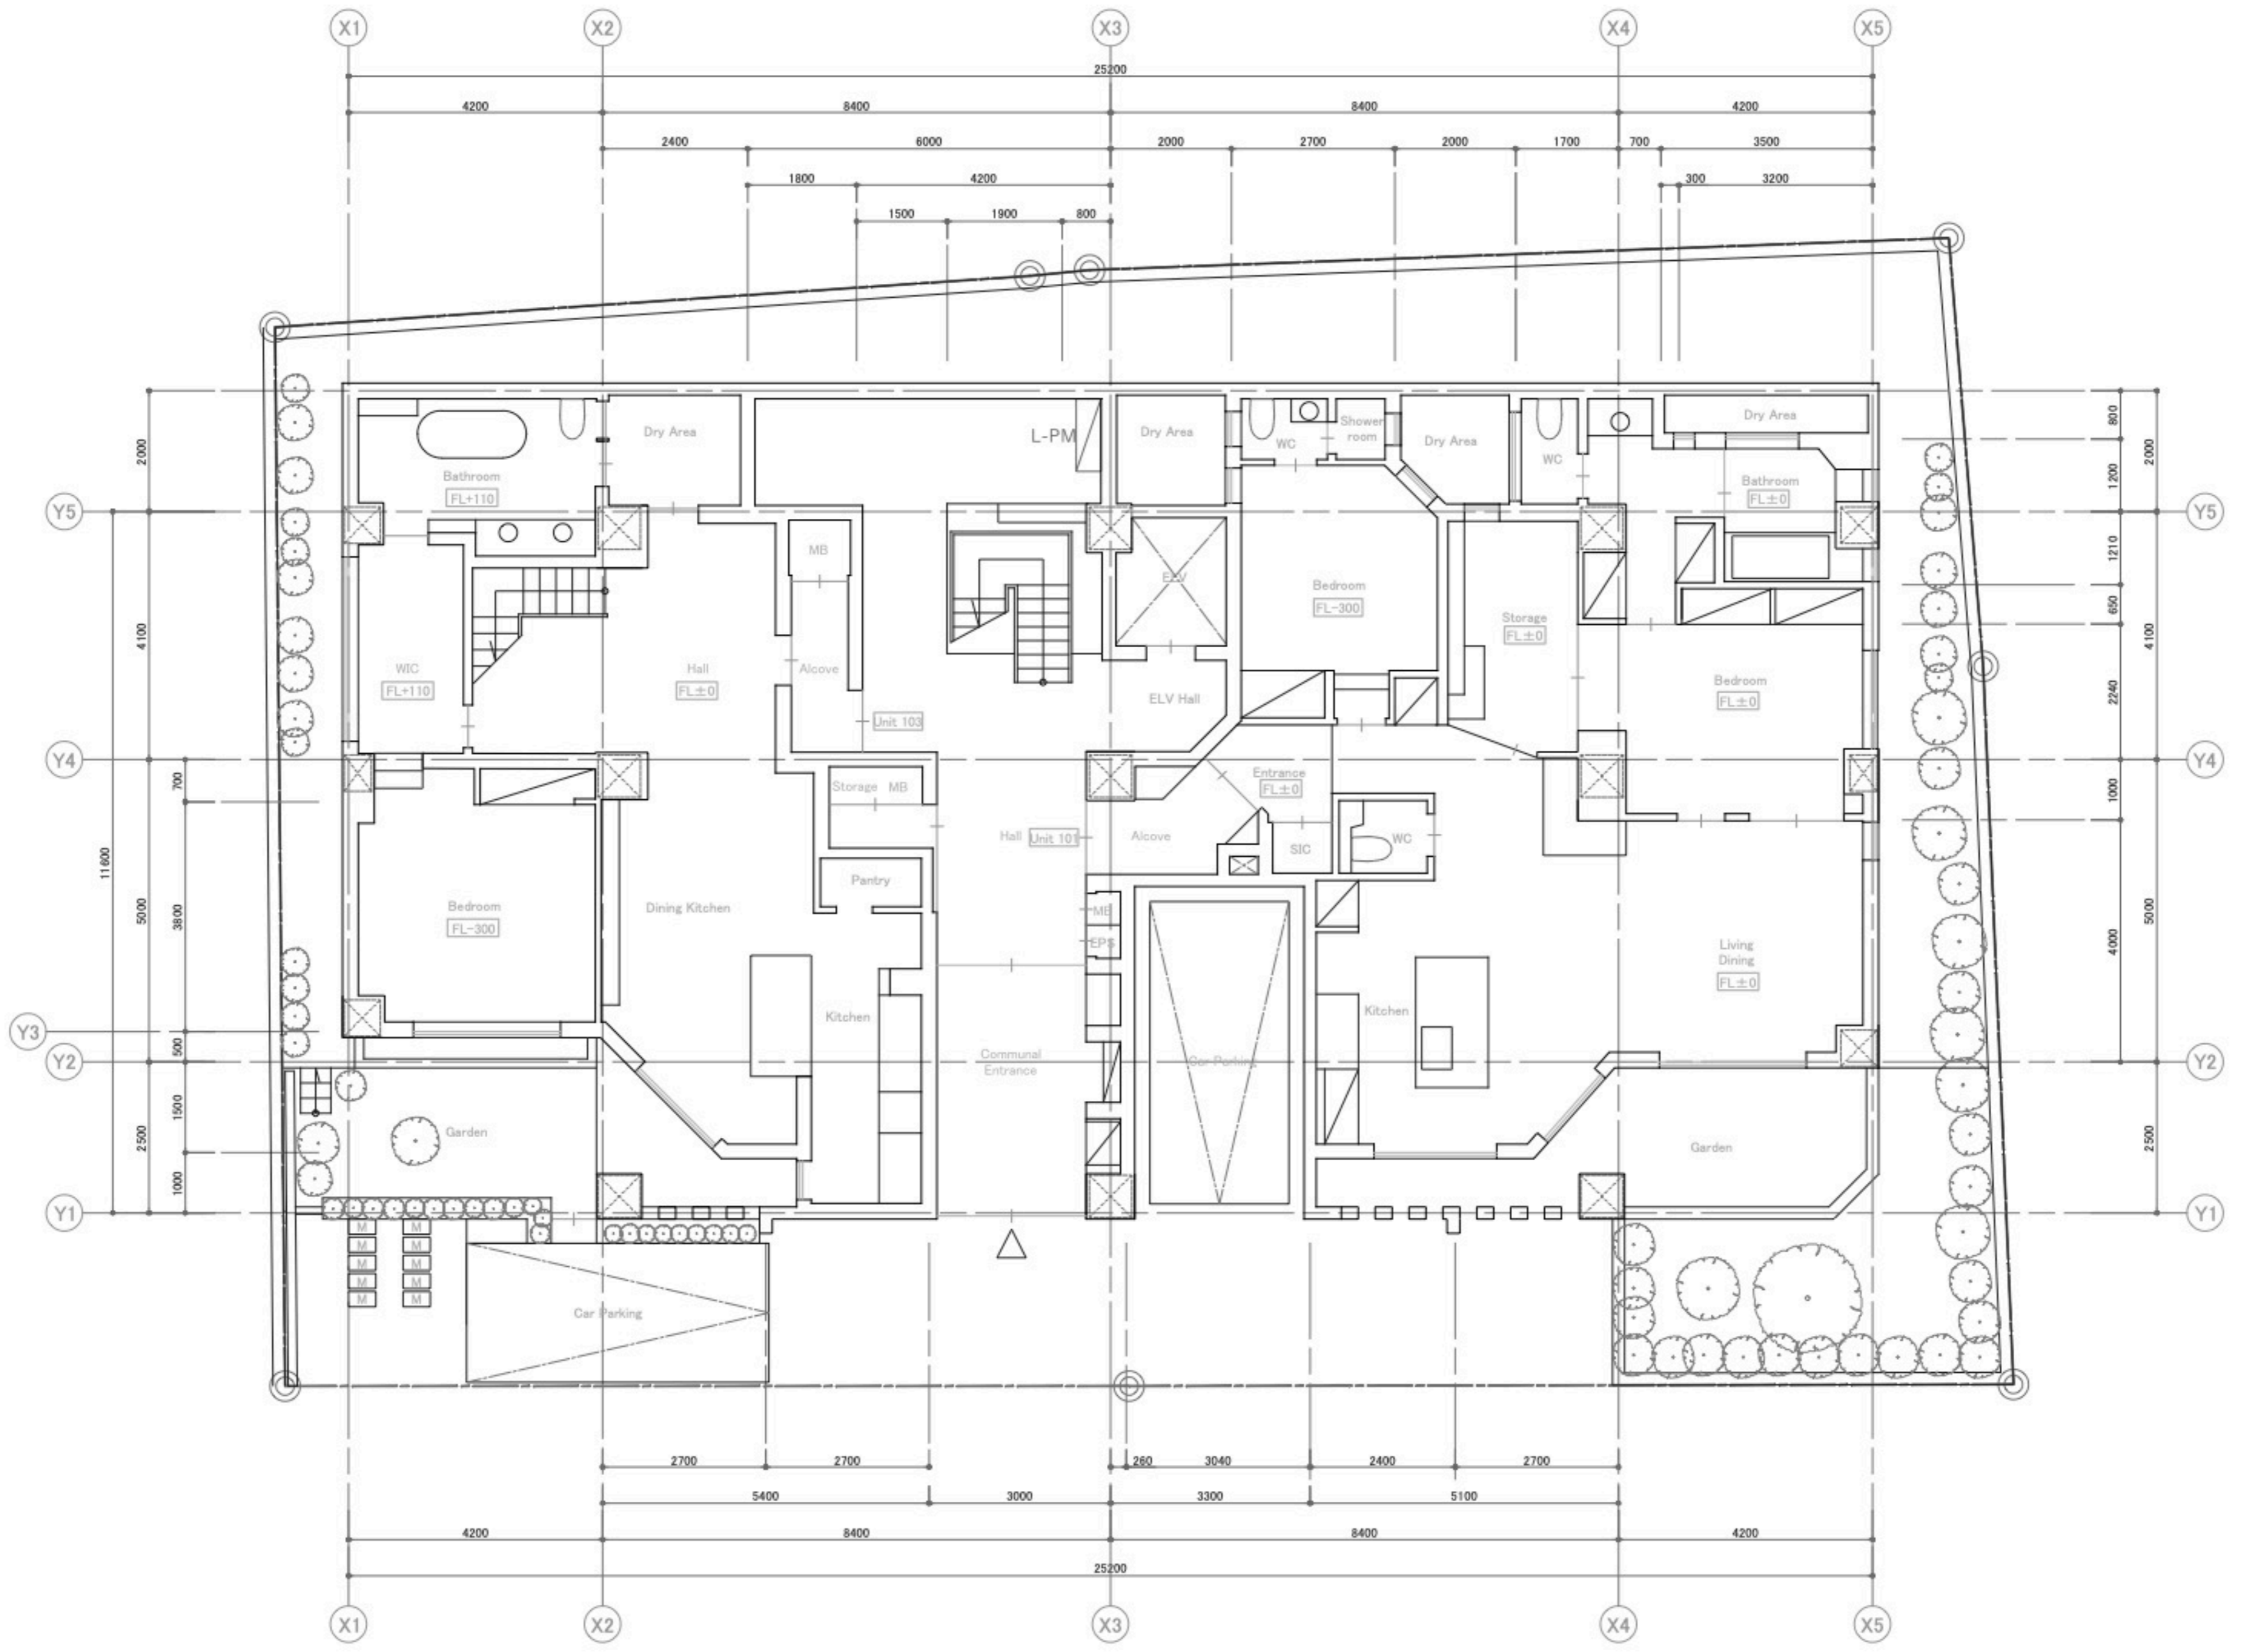 X1 X2 X3 X4 X5
25200
4200 8400 8400 4200
2400 6000 2000 2700 2000 1700 700 3500
1800 4200 300 3200
1500 1900 800
2000
800
2000
1200
Dry Area
L-PM
Dry Area
WC
Shower
room
Dry Area
WC
Dry Area
Bathroom
FL+110
Bathroom
FL±0
Y5
Y5
4100
1210
650
4100
2240
MB
ELV
Bedroom
FL-300
Storage
FL±0
WIC
FL+110
Hall
FL±0
Alcove
Unit 103
ELV Hall
Bedroom
FL±0
Y4
Y4
700
1000
11600
5000
3800
5000
4000
Storage MB
Entrance
FL±0
Hall
Unit 101
Alcove
SIC
WC
Pantry
MB
EPS
Bedroom
FL-300
Dining Kitchen
Living
Dining
FL±0
Kitchen
Kitchen
Y3
500
Y2
Communal
Entrance
Car Parking
Y2
2500
1500
1000
2500
Garden
Garden
Y1
Y1
M M
M M
M M
M M
M M
Car Parking
2700 2700 260 3040 2400 2700
5400 3000 3300 5100
4200 8400 8400 4200
25200
X1 X2 X3 X4 X5